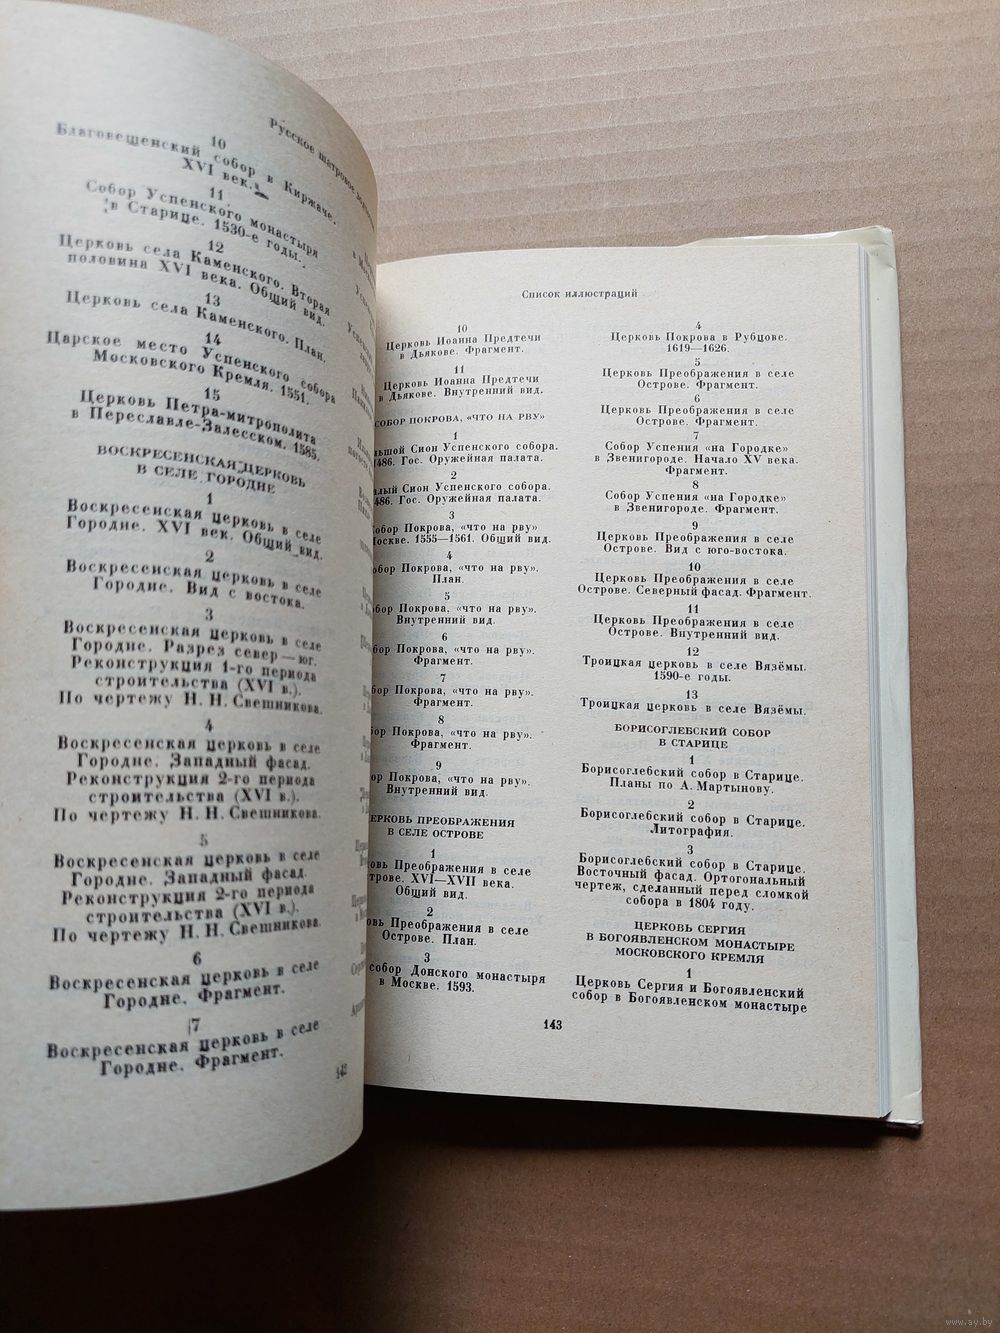 Русское шатровое
10
Благовещенский собор в Киржаче.
XVI век.
11
Собор Успенского монастыря
в Старице. 1530-е годы.
12
Церковь села Каменского. Вторая
половина XVI века. Общий вид.
13
Церковь села Каменского. План.
14
Царское место Успенского собора
Московского Кремля. 1551.
15
Церковь Петра-митрополита
в Переславле-Залесском. 1585.
ВОСКРЕСЕНСКАЯ ЦЕРКОВЬ
В СЕЛЕ ГОРОДНЕ
1
Воскресенская церковь в селе
Городне. XVI век. Общий вид.
2
Воскресенская церковь в селе
Городне. Вид с востока.
3
Воскресенская церковь в селе
Городне. Разрез север—юг.
Реконструкция 1-го периода
строительства (XVI в.).
По чертежу Н. Н. Свешникова.
4
Воскресенская церковь в селе
Городне. Западный фасад.
Реконструкция 2-го периода
строительства (XVI в.).
По чертежу Н. Н. Свешникова.
5
Воскресенская церковь в селе
Городне. Западный фасад.
Реконструкция 2-го периода
строительства (XVI в.).
По чертежу Н. Н. Свешникова.
6
Воскресенская церковь в селе
Городне. Фрагмент.
7
Воскресенская церковь в селе
Городне. Фрагмент.
142
Список иллюстраций
10
Церковь Иоанна Предтечи
в Дьякове. Фрагмент.
11
Церковь Иоанна Предтечи
в Дьякове. Внутренний вид.
СОБОР ПОКРОВА, «ЧТО НА РВУ»
1
ьшой Сион Успенского собора.
1486. Гос. Оружейная палата.
2
алый Сион Успенского собора.
486. Гос. Оружейная палата.
3
Собор Покрова, «что на рву»
Москве. 1555—1561. Общий вид.
4
обор Покрова, «что на рву».
План.
5
бор Покрова, «что на рву».
Внутренний вид.
6
бор Покрова, «что на рву».
Фрагмент.
7
ор Покрова, «что на рву».
Фрагмент.
8
ор Покрова, «что на рву».
Фрагмент.
9
ор Покрова, «что на рву».
Внутренний вид.
ЕРКОВЬ ПРЕОБРАЖЕНИЯ
В СЕЛЕ ОСТРОВЕ
1
овь Преображения в селе
трове. XVI—XVII века.
Общий вид.
2
вь Преображения в селе
Острове. План.
3
собор Донского монастыря
в Москве. 1593.
4
Церковь Покрова в Рубцове.
1619—1626.
5
Церковь Преображения в селе
Острове. Фрагмент.
6
Церковь Преображения в селе
Острове. Фрагмент.
7
Собор Успения «на Городке»
в Звенигороде. Начало XV века.
Фрагмент.
8
Собор Успения «на Городке»
в Звенигороде. Фрагмент.
9
Церковь Преображения в селе
Острове. Вид с юго-востока.
10
Церковь Преображения в селе
Острове. Северный фасад. Фрагмент.
11
Церковь Преображения в селе
Острове. Внутренний вид.
12
Троицкая церковь в селе Вязёмы.
1590-е годы.
13
Троицкая церковь в селе Вязёмы.
БОРИСОГЛЕБСКИЙ СОБОР
В СТАРИЦЕ
1
Борисоглебский собор в Старице.
Планы по А. Мартынову.
2
Борисоглебский собор в Старице.
Литография.
3
Борисоглебский собор в Старице.
Восточный фасад. Ортогональный
чертеж, сделанный перед сломкой
собора в 1804 году.
ЦЕРКОВЬ СЕРГИЯ
В БОГОЯВЛЕНСКОМ МОНАСТЫРЕ
МОСКОВСКОГО КРЕМЛЯ
1
Церковь Сергия и Богоявленский
собор в Богоявленском монастыре
143
www.ay.by